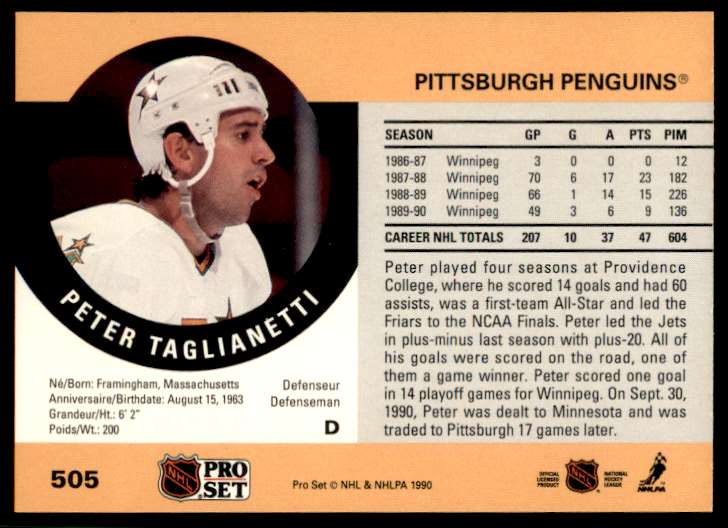 PITTSBURGH PENGUINS®
PETER TAGLIANETTI
Né/Born: Framingham, Massachusetts
Anniversaire/Birthdate: August 15, 1963
Grandeur/Ht.: 6' 2"
Poids/Wt.: 200
Defenseur
Defenseman
D
SEASON GP G A PTS PIM
1986-87 Winnipeg 3 0 0 0 12
1987-88 Winnipeg 70 6 17 23 182
1988-89 Winnipeg 66 1 14 15 226
1989-90 Winnipeg 49 3 6 9 136
CAREER NHL TOTALS 207 10 37 47 604
Peter played four seasons at Providence
College, where he scored 14 goals and had 60
assists, was a first-team All-Star and led the
Friars to the NCAA Finals. Peter led the Jets
in plus-minus last season with plus-20. All of
his goals were scored on the road, one of
them a game winner. Peter scored one goal
in 14 playoff games for Winnipeg. On Sept. 30,
1990, Peter was dealt to Minnesota and was
traded to Pittsburgh 17 games later.
505
NHL
PRO
SET
Pro Set © NHL & NHLPA 1990
OFFICIAL
LICENSED
PRODUCT
NHL
NATIONAL
HOCKEY
LEAGUE
NHLPA